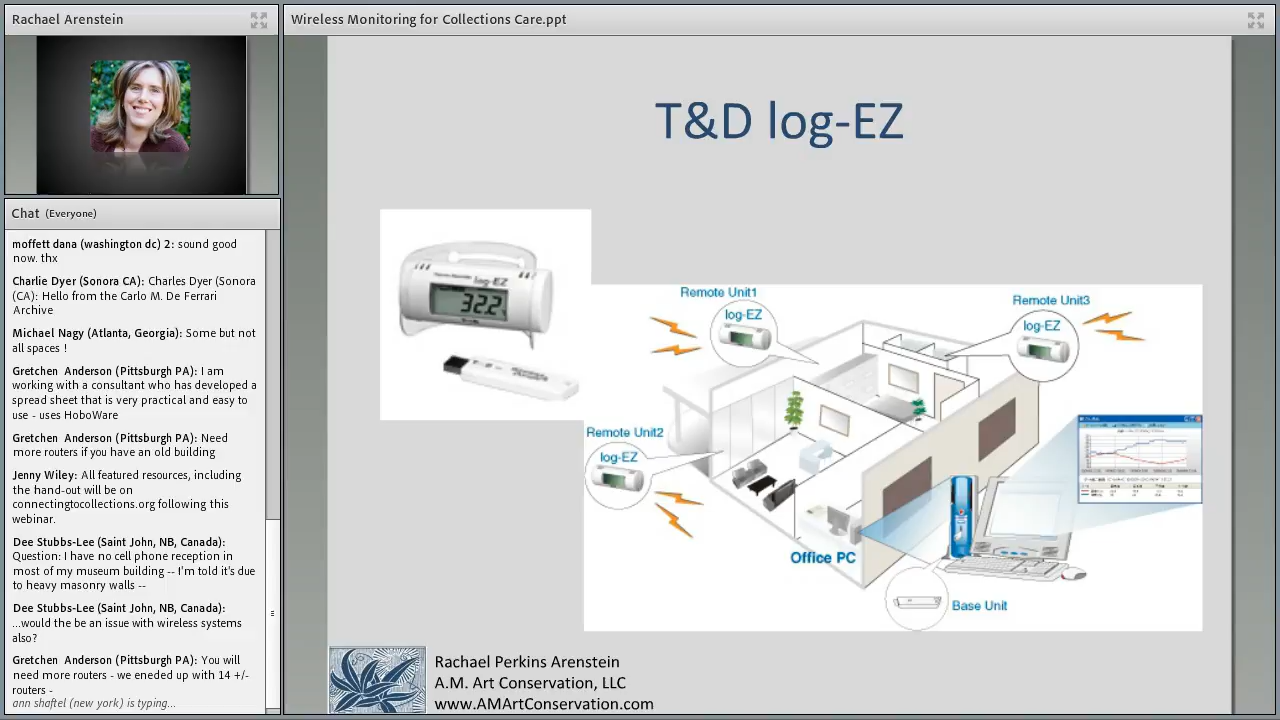 Rachael Arenstein
Wireless Monitoring for Collections Care.ppt
Chat (Everyone)
moffett dana (washington dc) 2: sound good
now. thx
Charlie Dyer (Sonora CA): Charles Dyer (Sonora
(CA): Hello from the Carlo M. De Ferrari
Archive
Michael Nagy (Atlanta, Georgia): Some but not
all spaces !
Gretchen Anderson (Pittsburgh PA): I am
working with a consultant who has developed a
spread sheet that is very practical and easy to
use - uses HoboWare
Gretchen Anderson (Pittsburgh PA): Need
more routers if you have an old building
Jenny Wiley: All featured resources, including
the hand-out will be on
connectingtocollections.org following this
webinar.
Dee Stubbs-Lee (Saint John, NB, Canada):
Question: I have no cell phone reception in
most of my museum building -- I'm told it's due
to heavy masonry walls --
Dee Stubbs-Lee (Saint John, NB, Canada):
...would the be an issue with wireless systems
also?
Gretchen Anderson (Pittsburgh PA): You will
need more routers - we eneded up with 14 +/-
routers -
ann shaftel (new york) is typing...
T&D log-EZ
log-EZ
32.2
Remote Unit1
log-EZ
Remote Unit3
log-EZ
Remote Unit2
log-EZ
Office PC
Base Unit
Rachael Perkins Arenstein
A.M. Art Conservation, LLC
www.AMArtConservation.com